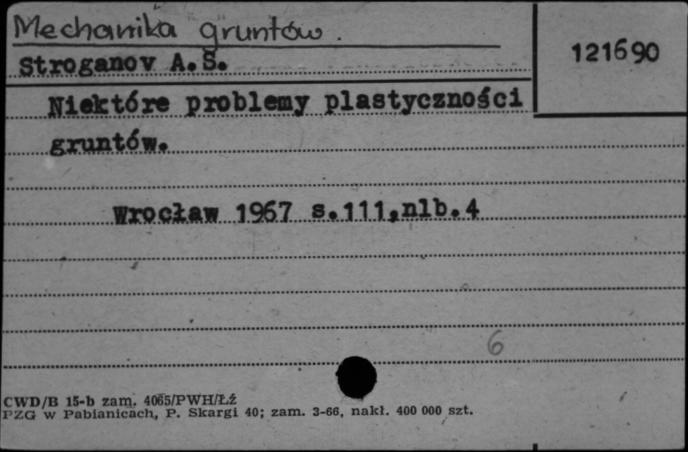 Mechanika gruntów.
121690
Stroganov A.S.
Niektóre problemy plastyczności
gruntów.
Wrocław 1967 s.111,nlb.4
6
CWD/B 15-b zam. 4065/PWH/Łź
PZG w Pabianicach, P. Skargi 40; zam. 3-66, nakł. 400 000 szt.